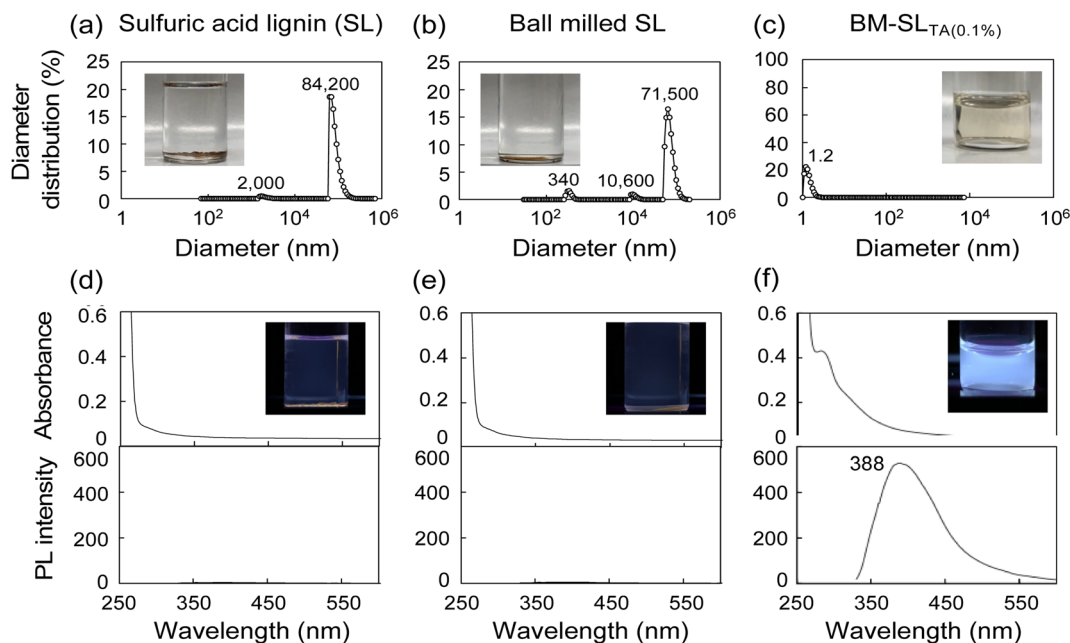 (a) Sulfuric acid lignin (SL)
(b) Ball milled SL
(c) BM-SLTA(0.1%)
Diameter
distribution (%)
25
20
15
10
5
0
84,200
2,000
1 10² 10⁴ 10⁶
Diameter (nm)
25
20
15
10
5
0
340
10,600
71,500
1 10² 10⁴ 10⁶
Diameter (nm)
100
80
60
40
20
0
1.2
1 10² 10⁴ 10⁶
Diameter (nm)
(d)
(e)
(f)
Absorbance
0.6
0.4
0.2
0
0.6
0.4
0.2
0
0.6
0.4
0.2
0
PL intensity
600
400
200
0
250 350 450 550
Wavelength (nm)
600
400
200
0
250 350 450 550
Wavelength (nm)
600
400
200
0
388
250 350 450 550
Wavelength (nm)